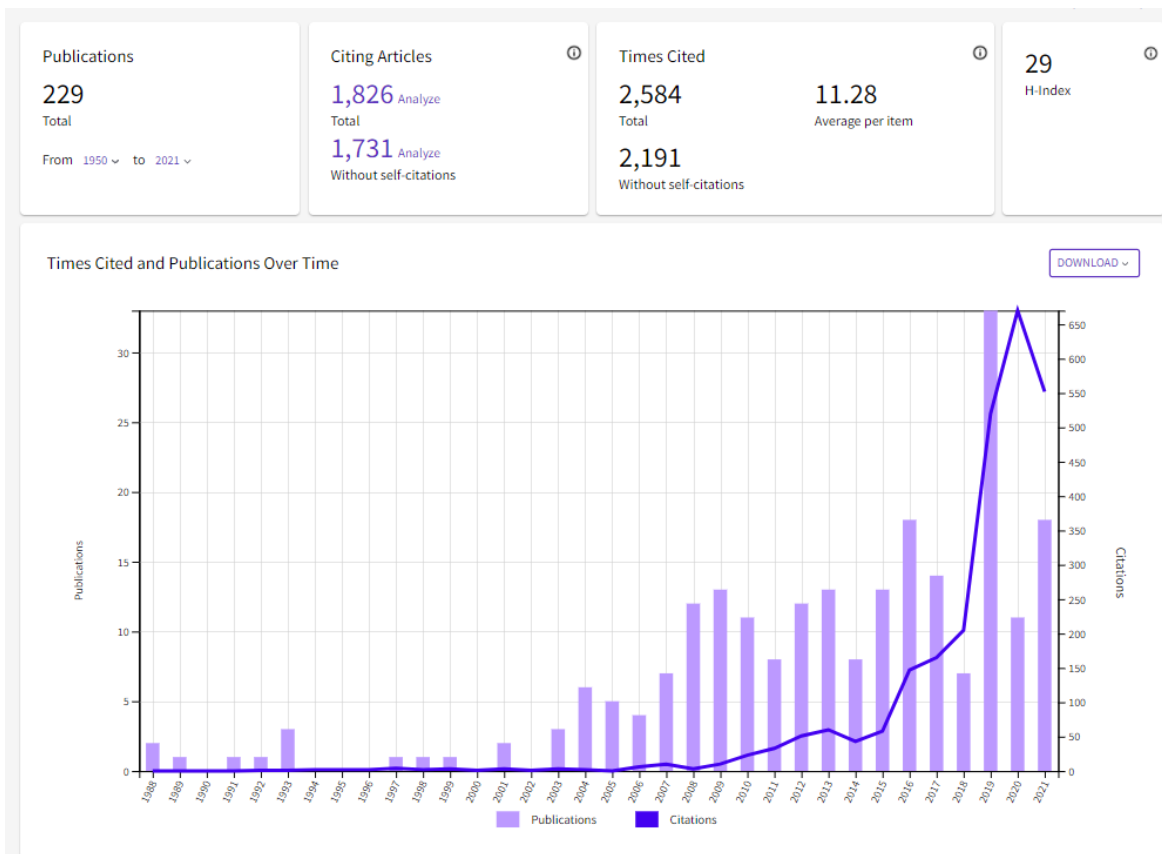 Publications
229
Total
From 1950 to 2021
Citing Articles
1,826 Analyze
Total
1,731 Analyze
Without self-citations
Times Cited
2,584
Total
11.28
Average per item
2,191
Without self-citations
29
H-Index
Times Cited and Publications Over Time
DOWNLOAD
Publications
30
25
20
15
10
5
0
650
600
550
500
450
400
350
300
250
200
150
100
50
0
Citations
1988 1989 1990 1991 1992 1993 1994 1995 1996 1997 1998 1999 2000 2001 2002 2003 2004 2005 2006 2007 2008 2009 2010 2011 2012 2013 2014 2015 2016 2017 2018 2019 2020 2021
Publications Citations